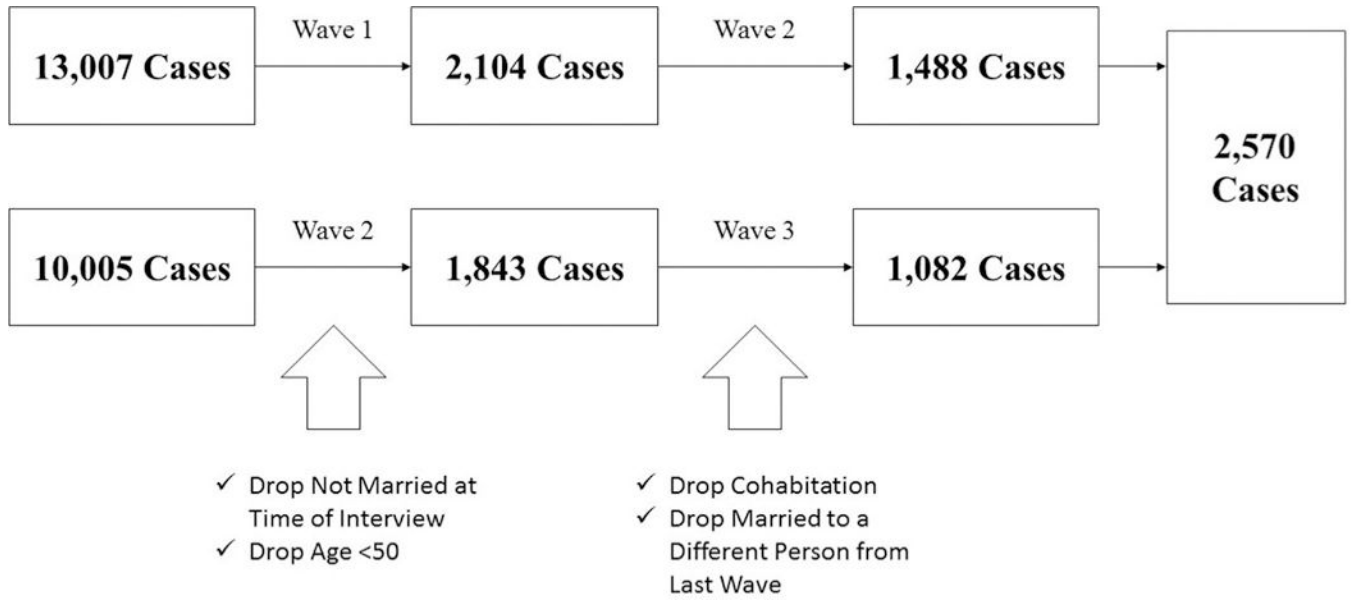 Wave 1
Wave 2
13,007 Cases
2,104 Cases
1,488 Cases
2,570
Cases
Wave 2
Wave 3
10,005 Cases
1,843 Cases
1,082 Cases
✓ Drop Not Married at
Time of Interview
✓ Drop Age <50
✓ Drop Cohabitation
✓ Drop Married to a
Different Person from
Last Wave